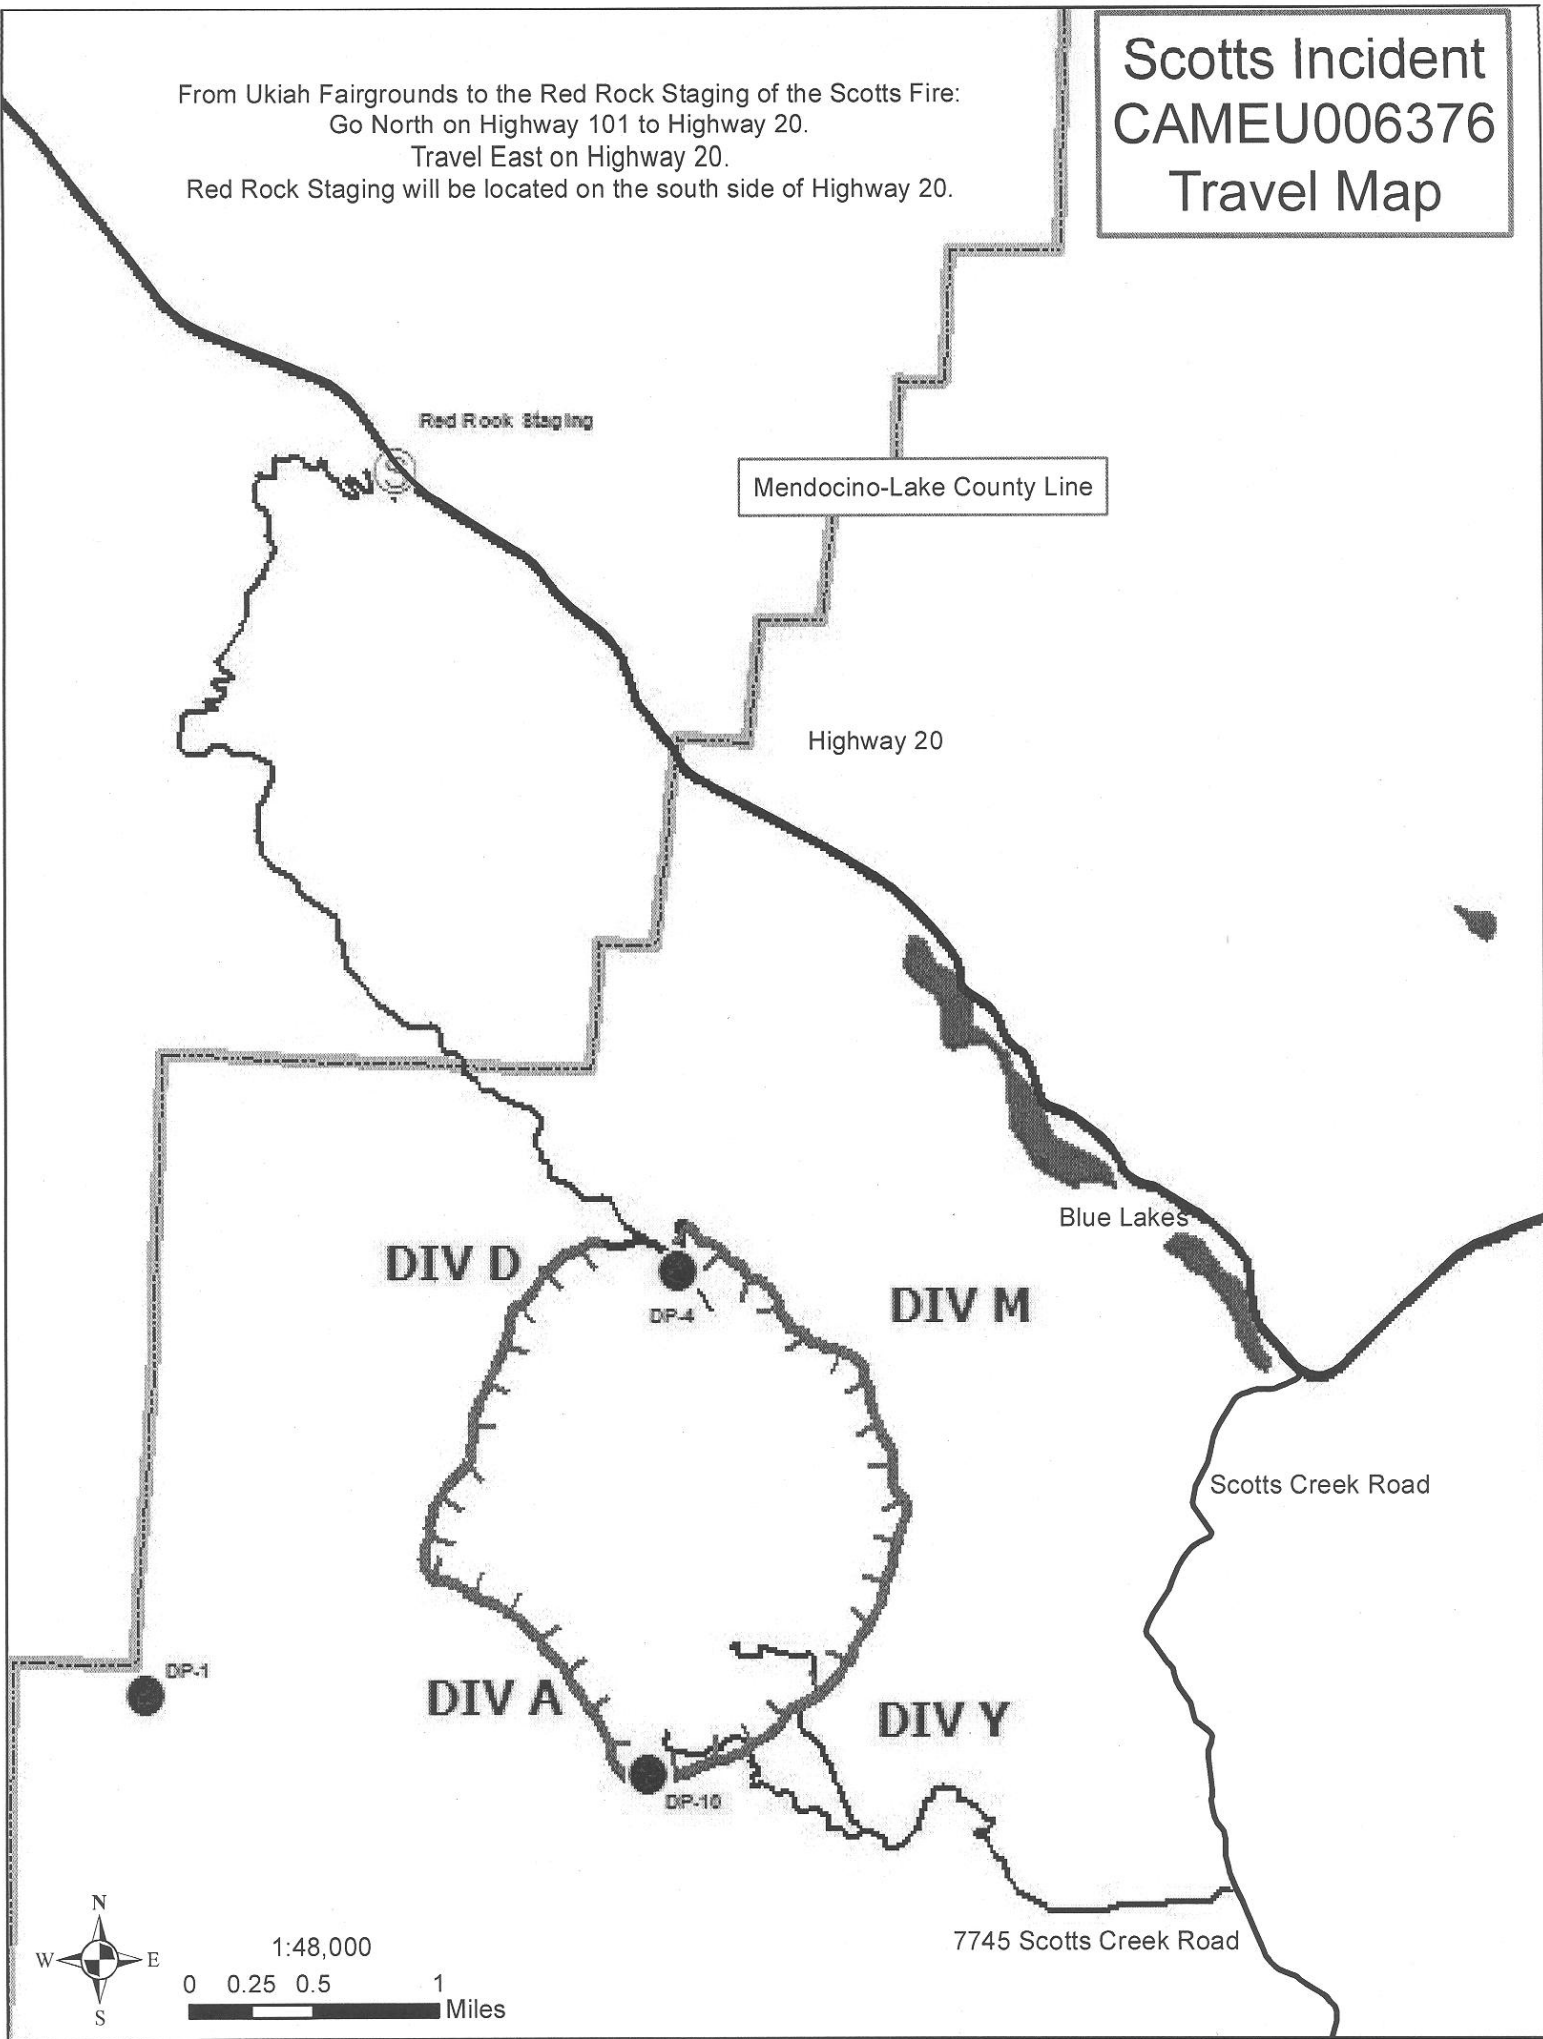 Scotts Incident
CAMEU006376
Travel Map
From Ukiah Fairgrounds to the Red Rock Staging of the Scotts Fire:
Go North on Highway 101 to Highway 20.
Travel East on Highway 20.
Red Rock Staging will be located on the south side of Highway 20.
Red Rock Staging
S
Mendocino-Lake County Line
Highway 20
Blue Lakes
DIV D
DP-4
DIV M
Scotts Creek Road
DP-1
DIV A
DIV Y
DP-10
7745 Scotts Creek Road
N
W E
S
1:48,000
0 0.25 0.5 1
Miles